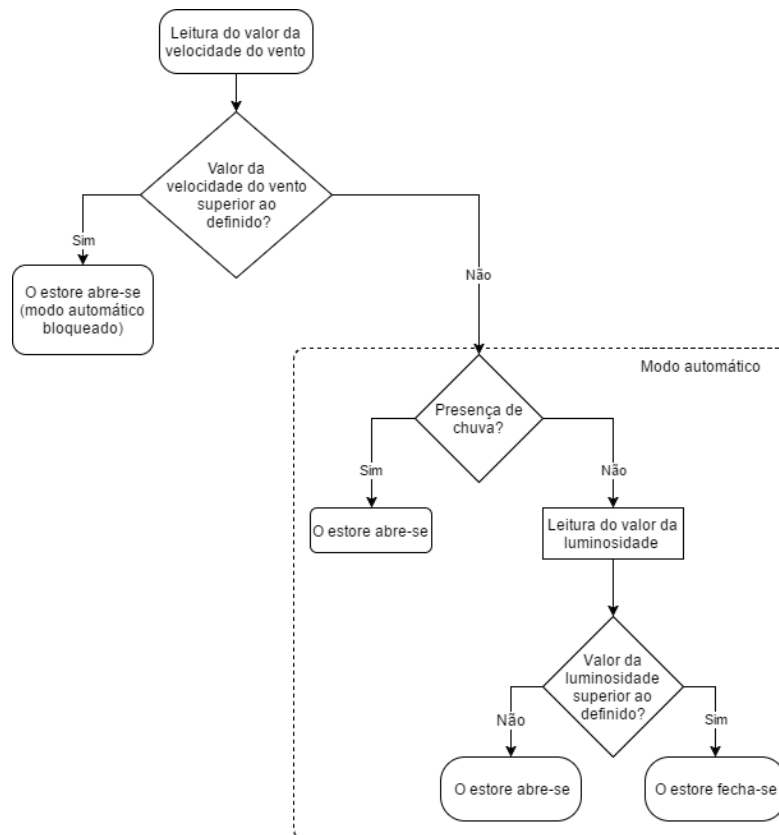 Leitura do valor da
velocidade do vento
Valor da
velocidade do vento
superior ao
definido?
Sim
Não
O estore abre-se
(modo automático
bloqueado)
Modo automático
Presença de
chuva?
Sim
Não
O estore abre-se
Leitura do valor da
luminosidade
Valor da
luminosidade
superior ao
definido?
Não
Sim
O estore abre-se
O estore fecha-se